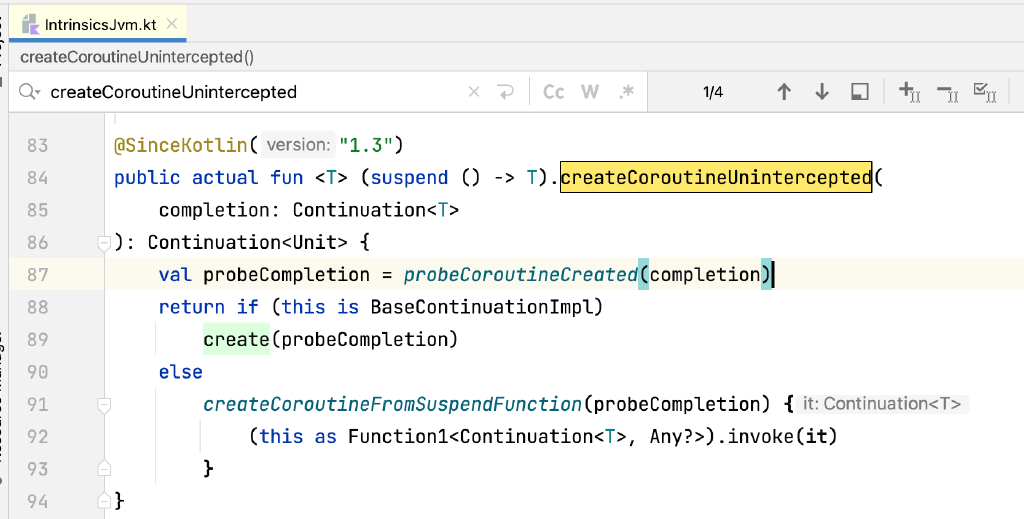 IntrinsicsJvm.kt
createCoroutineUnintercepted()
createCoroutineUnintercepted Cc W .* 1/4
83 @SinceKotlin( version: "1.3")
84 public actual fun <T> (suspend () -> T).createCoroutineUnintercepted(
85 completion: Continuation<T>
86 ): Continuation<Unit> {
87 val probeCompletion = probeCoroutineCreated(completion)
88 return if (this is BaseContinuationImpl)
89 create(probeCompletion)
90 else
91 createCoroutineFromSuspendFunction(probeCompletion) { it: Continuation<T>
92 (this as Function1<Continuation<T>, Any?>).invoke(it)
93 }
94 }